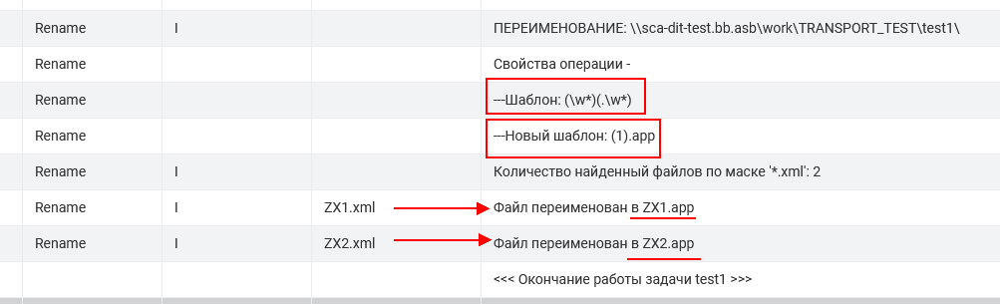 Rename I ПЕРЕИМЕНОВАНИЕ: \\sca-dit-test.bb.asb\work\TRANSPORT_TEST\test1\
Rename Свойства операции -
Rename ---Шаблон: (\w*)(.\w*)
Rename ---Новый шаблон: (1).app
Rename I Количество найденный файлов по маске '*.xml': 2
Rename I ZX1.xml Файл переименован в ZX1.app
Rename I ZX2.xml Файл переименован в ZX2.app
<<< Окончание работы задачи test1 >>>